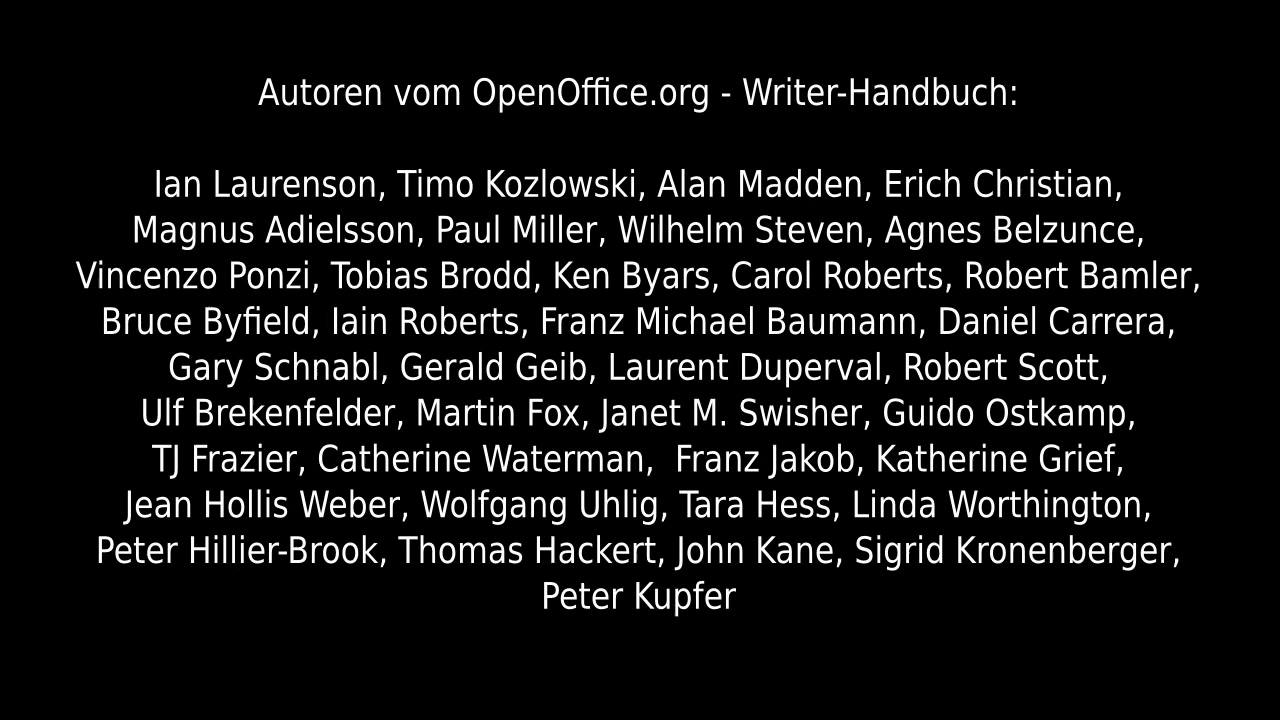 Autoren vom OpenOffice.org - Writer-Handbuch:
Ian Laurenson, Timo Kozlowski, Alan Madden, Erich Christian,
Magnus Adielsson, Paul Miller, Wilhelm Steven, Agnes Belzunce,
Vincenzo Ponzi, Tobias Brodd, Ken Byars, Carol Roberts, Robert Bamler,
Bruce Byfield, Iain Roberts, Franz Michael Baumann, Daniel Carrera,
Gary Schnabl, Gerald Geib, Laurent Duperval, Robert Scott,
Ulf Brekenfelder, Martin Fox, Janet M. Swisher, Guido Ostkamp,
TJ Frazier, Catherine Waterman,  Franz Jakob, Katherine Grief,
Jean Hollis Weber, Wolfgang Uhlig, Tara Hess, Linda Worthington,
Peter Hillier-Brook, Thomas Hackert, John Kane, Sigrid Kronenberger,
Peter Kupfer